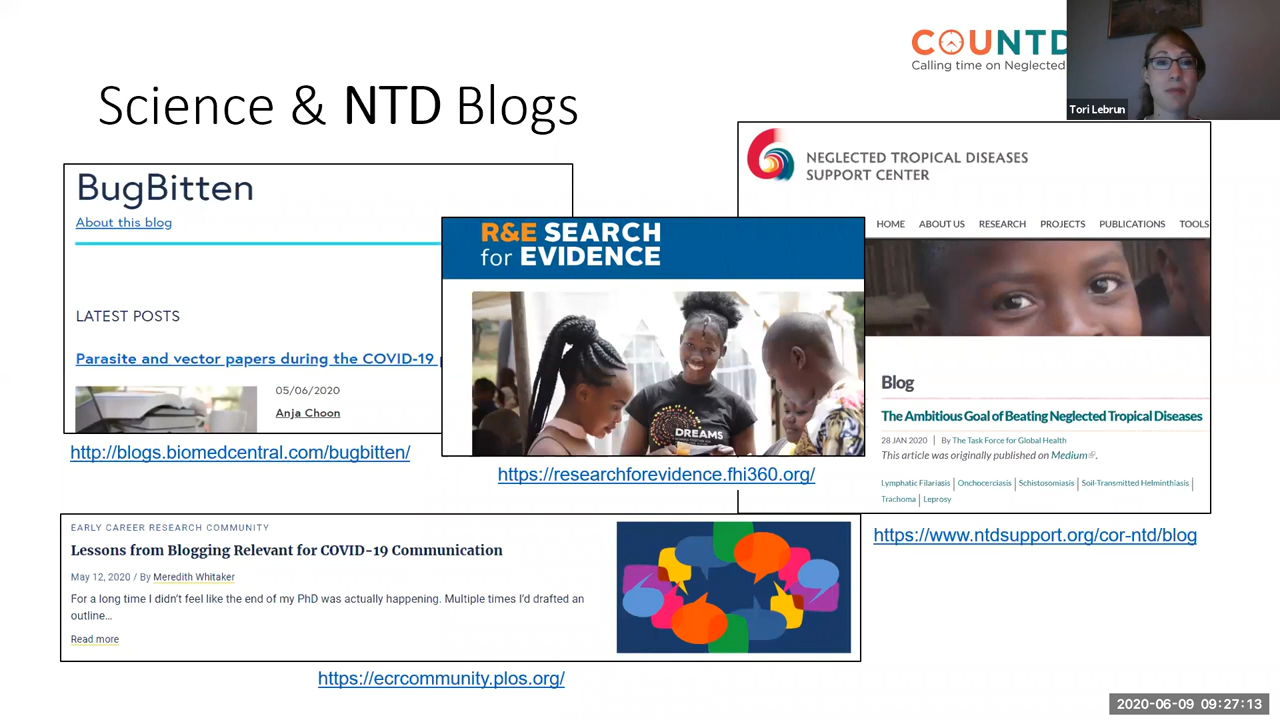 COUNTD
Calling time on Neglected
Tori Lebrun
Science & NTD Blogs
BugBitten
About this blog
LATEST POSTS
Parasite and vector papers during the COVID-19
05/06/2020
Anja Choon
http://blogs.biomedcentral.com/bugbitten/
R&E SEARCH
for EVIDENCE
DREAMS
https://researchforevidence.fhi360.org/
NEGLECTED TROPICAL DISEASES
SUPPORT CENTER
HOME ABOUT US RESEARCH PROJECTS PUBLICATIONS TOOLS
Blog
The Ambitious Goal of Beating Neglected Tropical Diseases
28 JAN 2020 | By The Task Force for Global Health
This article was originally published on Medium.
Lymphatic Filariasis | Onchocerciasis | Schistosomiasis | Soil-Transmitted Helminthiasis |
Trachoma | Leprosy
https://www.ntdsupport.org/cor-ntd/blog
EARLY CAREER RESEARCH COMMUNITY
Lessons from Blogging Relevant for COVID-19 Communication
May 12, 2020 / By Meredith Whitaker
For a long time I didn't feel like the end of my PhD was actually happening. Multiple times I'd drafted an
outline...
Read more
https://ecrcommunity.plos.org/
2020-06-09 09:27:13